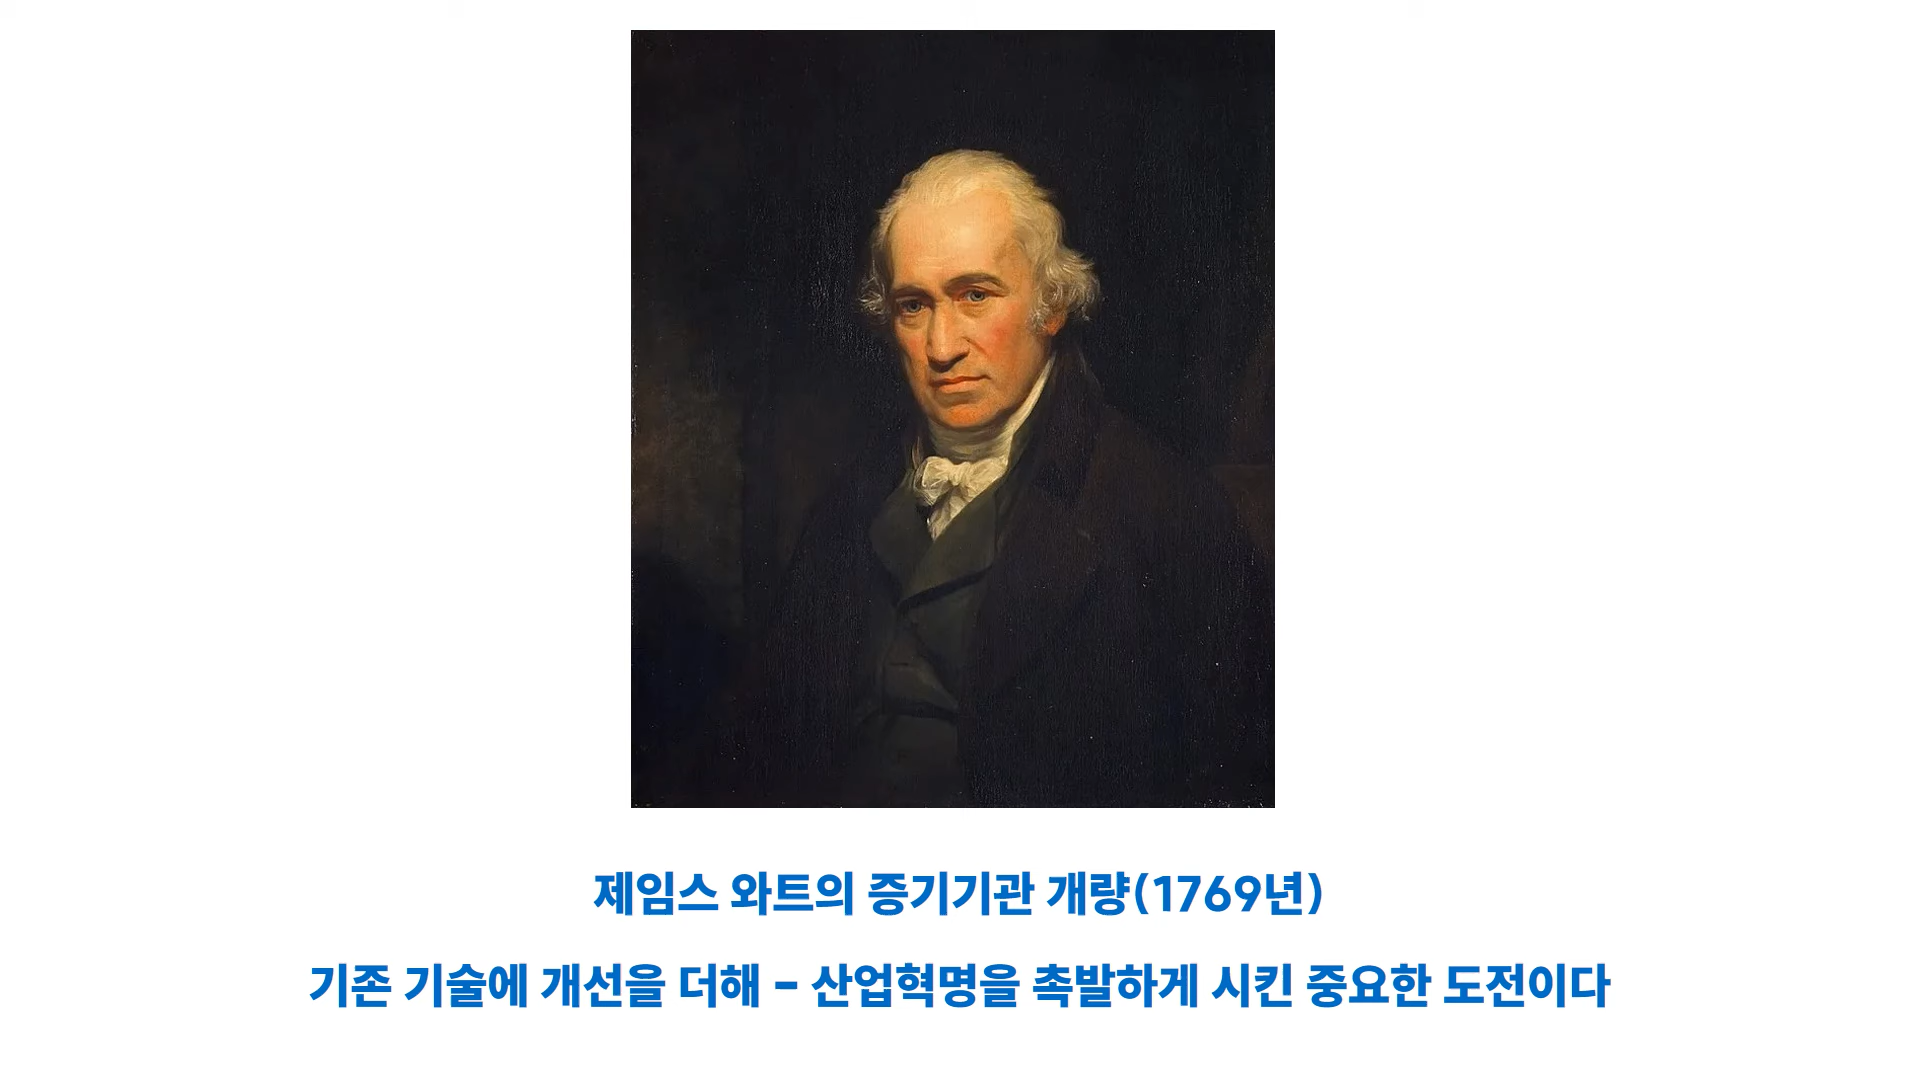 제임스 와트의 증기기관 개량(1769년)
기존 기술에 개선을 더해 – 산업혁명을 촉발하게 시킨 중요한 도전이다